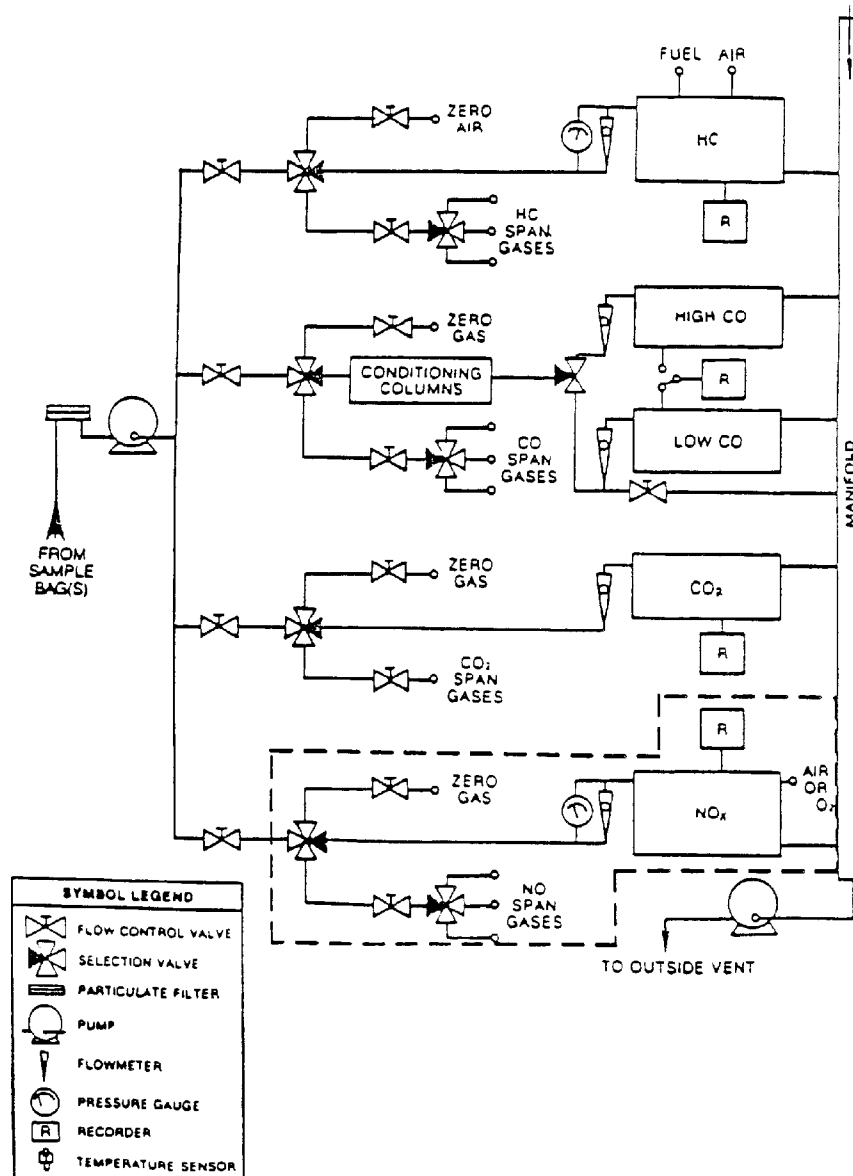 FUEL AIR
ZERO
AIR
HC
R
HC
SPAN
GASES
ZERO
GAS
HIGH CO
CONDITIONING
COLUMNS
R
CO
SPAN
GASES
LOW CO
MANIFOLD
FROM
SAMPLE
BAG(S)
ZERO
GAS
CO₂
R
CO₂
SPAN
GASES
R
ZERO
GAS
AIR
OR
O₂
NOX
NO
SPAN
GASES
TO OUTSIDE VENT
SYMBOL LEGEND
FLOW CONTROL VALVE
SELECTION VALVE
PARTICULATE FILTER
PUMP
FLOWMETER
PRESSURE GAUGE
R RECORDER
TEMPERATURE SENSOR